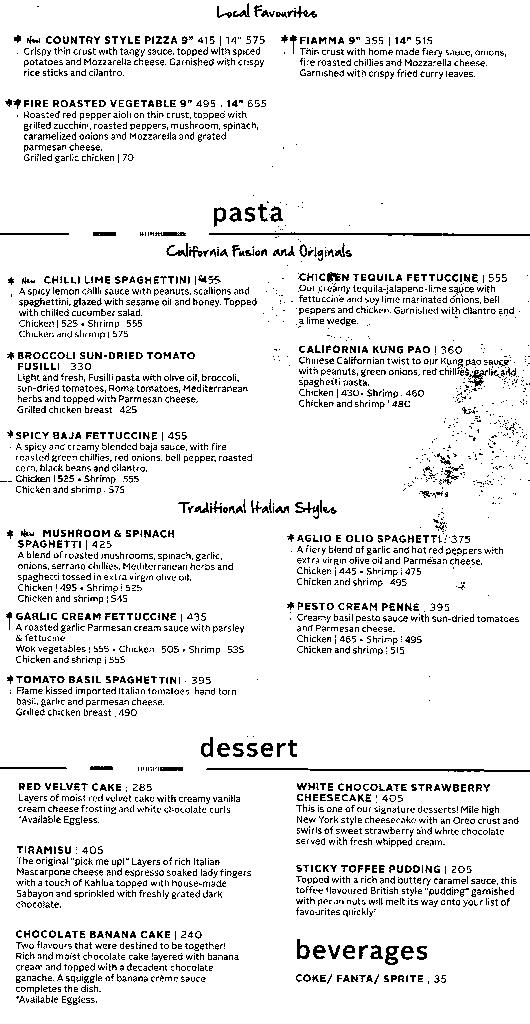 Local Favourites
New COUNTRY STYLE PIZZA 9" 415 | 14" 575
Crispy thin crust with tangy sauce, topped with spiced
potatoes and Mozzarella cheese. Garnished with crispy
rice sticks and cilantro.
FIRE ROASTED VEGETABLE 9" 495 . 14" 655
Roasted red pepper aioli on thin crust, topped with
grilled zucchini, roasted peppers, mushroom, spinach,
caramelized onions and Mozzarella and grated
parmesan cheese.
Grilled garlic chicken | 70
FIAMMA 9" 355 | 14" 515
Thin crust with home made fiery sauce, onions,
fire roasted chillies and Mozzarella cheese.
Garnished with crispy fried curry leaves.
pasta
California Fusion and Originals
New CHILLI LIME SPAGHETTINI | 455
A spicy lemon chilli sauce with peanuts, scallions and
spaghettini, glazed with sesame oil and honey. Topped
with chilled cucumber salad.
Chicken | 525 • Shrimp 555
Chicken and shrimp | 575
BROCCOLI SUN-DRIED TOMATO
FUSILLI 330
Light and fresh, Fusilli pasta with olive oil, broccoli,
sun-dried tomatoes, Roma tomatoes, Mediterranean
herbs and topped with Parmesan cheese.
Grilled chicken breast 425
SPICY BAJA FETTUCCINE | 455
A spicy and creamy blended baja sauce, with fire
roasted green chillies, red onions, bell pepper, roasted
corn, black beans and cilantro.
Chicken | 525 • Shrimp 555
Chicken and shrimp . 575
CHICKEN TEQUILA FETTUCCINE | 555
Our creamy tequila-jalapeno-lime sauce with
fettuccine and soy lime marinated onions, bell
peppers and chicken. Garnished with cilantro and
a lime wedge.
CALIFORNIA KUNG PAO | 360
Chinese Californian twist to our Kung pao sauce
with peanuts, green onions, red chillies, garlic and
spaghetti pasta.
Chicken | 430 • Shrimp . 460
Chicken and shrimp ' 480
Traditional Italian Styles
New MUSHROOM & SPINACH
SPAGHETTI | 425
A blend of roasted mushrooms, spinach, garlic,
onions, serrano chillies, Mediterranean herbs and
spaghetti tossed in extra virgin olive oil.
Chicken | 495 • Shrimp | 525
Chicken and shrimp | 545
GARLIC CREAM FETTUCCINE | 435
A roasted garlic Parmesan cream sauce with parsley
& fettucine
Wok vegetables | 555 • Chicken 505 • Shrimp 535
Chicken and shrimp | 555
TOMATO BASIL SPAGHETTINI . 395
Flame kissed imported Italian tomatoes hand torn
basil, garlic and parmesan cheese.
Grilled chicken breast , 490
AGLIO E OLIO SPAGHETTI 375
A fiery blend of garlic and hot red peppers with
extra virgin olive oil and Parmesan cheese.
Chicken | 445 • Shrimp | 475
Chicken and shrimp 495
PESTO CREAM PENNE . 395
Creamy basil pesto sauce with sun-dried tomatoes
and Parmesan cheese.
Chicken | 465 • Shrimp | 495
Chicken and shrimp | 515
dessert
RED VELVET CAKE ; 285
Layers of moist red velvet cake with creamy vanilla
cream cheese frosting and white chocolate curls
*Available Eggless.
TIRAMISU | 405
The original "pick me up!" Layers of rich Italian
Mascarpone cheese and espresso soaked lady fingers
with a touch of Kahlua topped with house-made
Sabayon and sprinkled with freshly grated dark
chocolate.
CHOCOLATE BANANA CAKE | 240
Two flavours that were destined to be together!
Rich and moist chocolate cake layered with banana
cream and topped with a decadent chocolate
ganache. A squiggle of banana crème sauce
completes the dish.
*Available Eggless.
WHITE CHOCOLATE STRAWBERRY
CHEESECAKE | 405
This is one of our signature desserts! Mile high
New York style cheesecake with an Oreo crust and
swirls of sweet strawberry and white chocolate
served with fresh whipped cream.
STICKY TOFFEE PUDDING | 205
Topped with a rich and buttery caramel sauce, this
toffee flavoured British style "pudding" garnished
with pecan nuts will melt its way onto your list of
favourites quickly!
beverages
COKE/ FANTA/ SPRITE , 35